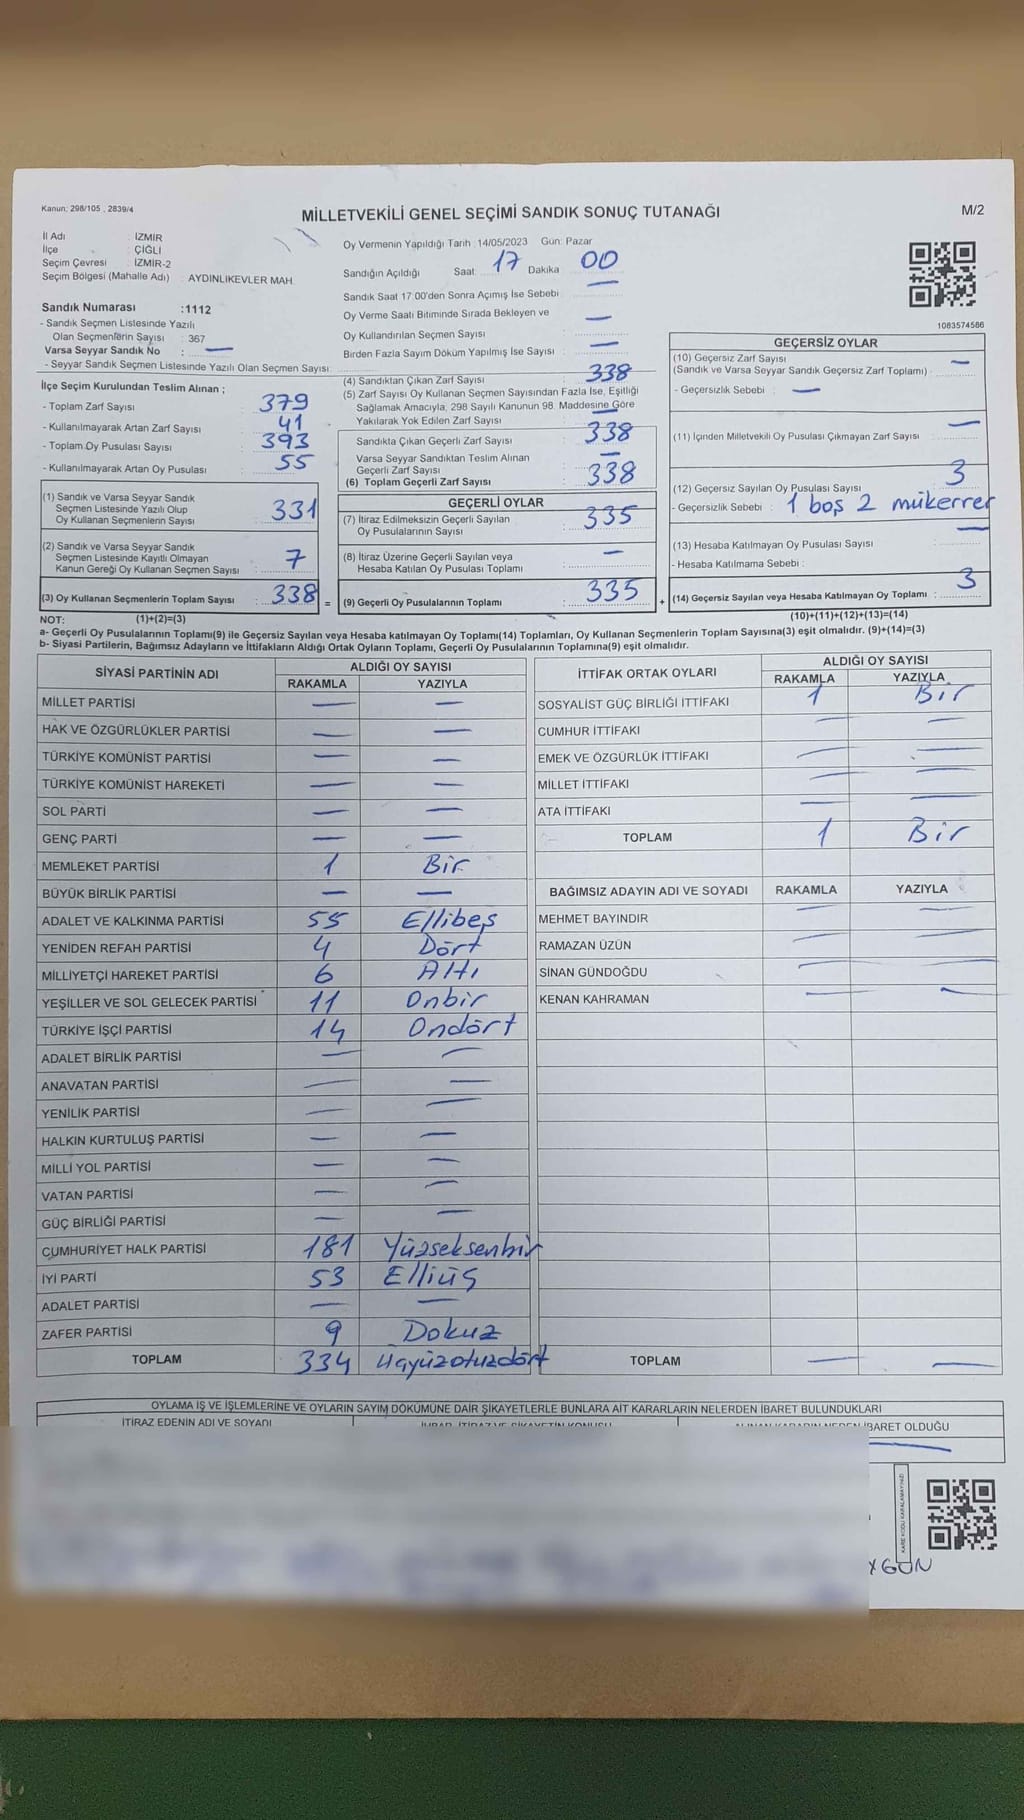 Kanun; 298/105 , 2839/4
MİLLETVEKİLİ GENEL SEÇİMİ SANDIK SONUÇ TUTANAĞI
M/2
İl Adı : İZMİR
İlçe : ÇİĞLİ
Seçim Çevresi : İZMİR-2
Seçim Bölgesi (Mahalle Adı) : AYDINLIKEVLER MAH.
Sandık Numarası :1112
- Sandık Seçmen Listesinde Yazılı
Olan Seçmenlerin Sayısı : 367
Varsa Seyyar Sandık No : —
- Seyyar Sandık Seçmen Listesinde Yazılı Olan Seçmen Sayısı:
Oy Vermenin Yapıldığı Tarih : 14/05/2023 Gün: Pazar
Sandığın Açıldığı Saat: 17 Dakika 00
Sandık Saat 17.00'den Sonra Açımış İse Sebebi : —
Oy Verme Saati Bitiminde Sırada Bekleyen ve
Oy Kullandırılan Seçmen Sayısı : —
Birden Fazla Sayım Döküm Yapılmış İse Sayısı : —
1083574586
İlçe Seçim Kurulundan Teslim Alınan ;
- Toplam Zarf Sayısı : 379
- Kullanılmayarak Artan Zarf Sayısı : 41
- Toplam Oy Pusulası Sayısı : 393
- Kullanılmayarak Artan Oy Pusulası : 55
(1) Sandık ve Varsa Seyyar Sandık
Seçmen Listesinde Yazılı Olup
Oy Kullanan Seçmenlerin Sayısı : 331
(2) Sandık ve Varsa Seyyar Sandık
Seçmen Listesinde Kayıtlı Olmayan
Kanun Gereği Oy Kullanan Seçmen Sayısı : 7
(3) Oy Kullanan Seçmenlerin Toplam Sayısı : 338 =
(4) Sandıktan Çıkan Zarf Sayısı : 338
(5) Zarf Sayısı Oy Kullanan Seçmen Sayısından Fazla İse, Eşitliği
Sağlamak Amacıyla, 298 Sayılı Kanunun 98. Maddesine Göre
Yakılarak Yok Edilen Zarf Sayısı : —
Sandıkta Çıkan Geçerli Zarf Sayısı : 338
Varsa Seyyar Sandıktan Teslim Alınan
Geçerli Zarf Sayısı : —
(6) Toplam Geçerli Zarf Sayısı : 338
GEÇERLİ OYLAR
(7) İtiraz Edilmeksizin Geçerli Sayılan
Oy Pusulalarının Sayısı : 335
(8) İtiraz Üzerine Geçerli Sayılan veya
Hesaba Katılan Oy Pusulası Toplamı : —
(9) Geçerli Oy Pusulalarının Toplamı : 335 +
GEÇERSİZ OYLAR
(10) Geçersiz Zarf Sayısı
(Sandık ve Varsa Seyyar Sandık Geçersiz Zarf Toplamı) : —
- Geçersizlik Sebebi : —
(11) İçinden Milletvekili Oy Pusulası Çıkmayan Zarf Sayısı : —
(12) Geçersiz Sayılan Oy Pusulası Sayısı : 3
- Geçersizlik Sebebi : 1 boş 2 mükerrer
(13) Hesaba Katılmayan Oy Pusulası Sayısı : —
- Hesaba Katılmama Sebebi :
(14) Geçersiz Sayılan veya Hesaba Katılmayan Oy Toplamı : 3
NOT: (1)+(2)=(3) (10)+(11)+(12)+(13)=(14)
a- Geçerli Oy Pusulalarının Toplamı(9) ile Geçersiz Sayılan veya Hesaba katılmayan Oy Toplamı(14) Toplamları, Oy Kullanan Seçmenlerin Toplam Sayısına(3) eşit olmalıdır. (9)+(14)=(3)
b- Siyasi Partilerin, Bağımsız Adayların ve İttifakların Aldığı Ortak Oyların Toplamı, Geçerli Oy Pusulalarının Toplamına(9) eşit olmalıdır.
SİYASİ PARTİNİN ADI ALDIĞI OY SAYISI
RAKAMLA YAZIYLA
MİLLET PARTİSİ — —
HAK VE ÖZGÜRLÜKLER PARTİSİ — —
TÜRKİYE KOMÜNİST PARTİSİ — —
TÜRKİYE KOMÜNİST HAREKETİ — —
SOL PARTİ — —
GENÇ PARTİ — —
MEMLEKET PARTİSİ 1 Bir
BÜYÜK BİRLİK PARTİSİ — —
ADALET VE KALKINMA PARTİSİ 55 Ellibeş
YENİDEN REFAH PARTİSİ 4 Dört
MİLLİYETÇİ HAREKET PARTİSİ 6 Altı
YEŞİLLER VE SOL GELECEK PARTİSİ 11 Onbir
TÜRKİYE İŞÇİ PARTİSİ 14 Ondört
ADALET BİRLİK PARTİSİ — —
ANAVATAN PARTİSİ — —
YENİLİK PARTİSİ — —
HALKIN KURTULUŞ PARTİSİ — —
MİLLİ YOL PARTİSİ — —
VATAN PARTİSİ — —
GÜÇ BİRLİĞİ PARTİSİ — —
CUMHURİYET HALK PARTİSİ 181 Yüzseksenbir
İYİ PARTİ 53 Elliüç
ADALET PARTİSİ — —
ZAFER PARTİSİ 9 Dokuz
TOPLAM 334 Üçyüzotuzdört
İTTİFAK ORTAK OYLARI ALDIĞI OY SAYISI
RAKAMLA YAZIYLA
SOSYALİST GÜÇ BİRLİĞİ İTTİFAKI 1 Bir
CUMHUR İTTİFAKI — —
EMEK VE ÖZGÜRLÜK İTTİFAKI — —
MİLLET İTTİFAKI — —
ATA İTTİFAKI — —
TOPLAM 1 Bir
BAĞIMSIZ ADAYIN ADI VE SOYADI RAKAMLA YAZIYLA
MEHMET BAYINDIR — —
RAMAZAN ÜZÜN — —
SİNAN GÜNDOĞDU — —
KENAN KAHRAMAN — —
TOPLAM — —
OYLAMA İŞ VE İŞLEMLERİNE VE OYLARIN SAYIM DÖKÜMÜNE DAİR ŞİKAYETLERLE BUNLARA AİT KARARLARIN NELERDEN İBARET BULUNDUKLARI
İTİRAZ EDENİN ADI VE SOYADI
İBARET OLDUĞU
KARE KODU KARALAMAYINIZ!